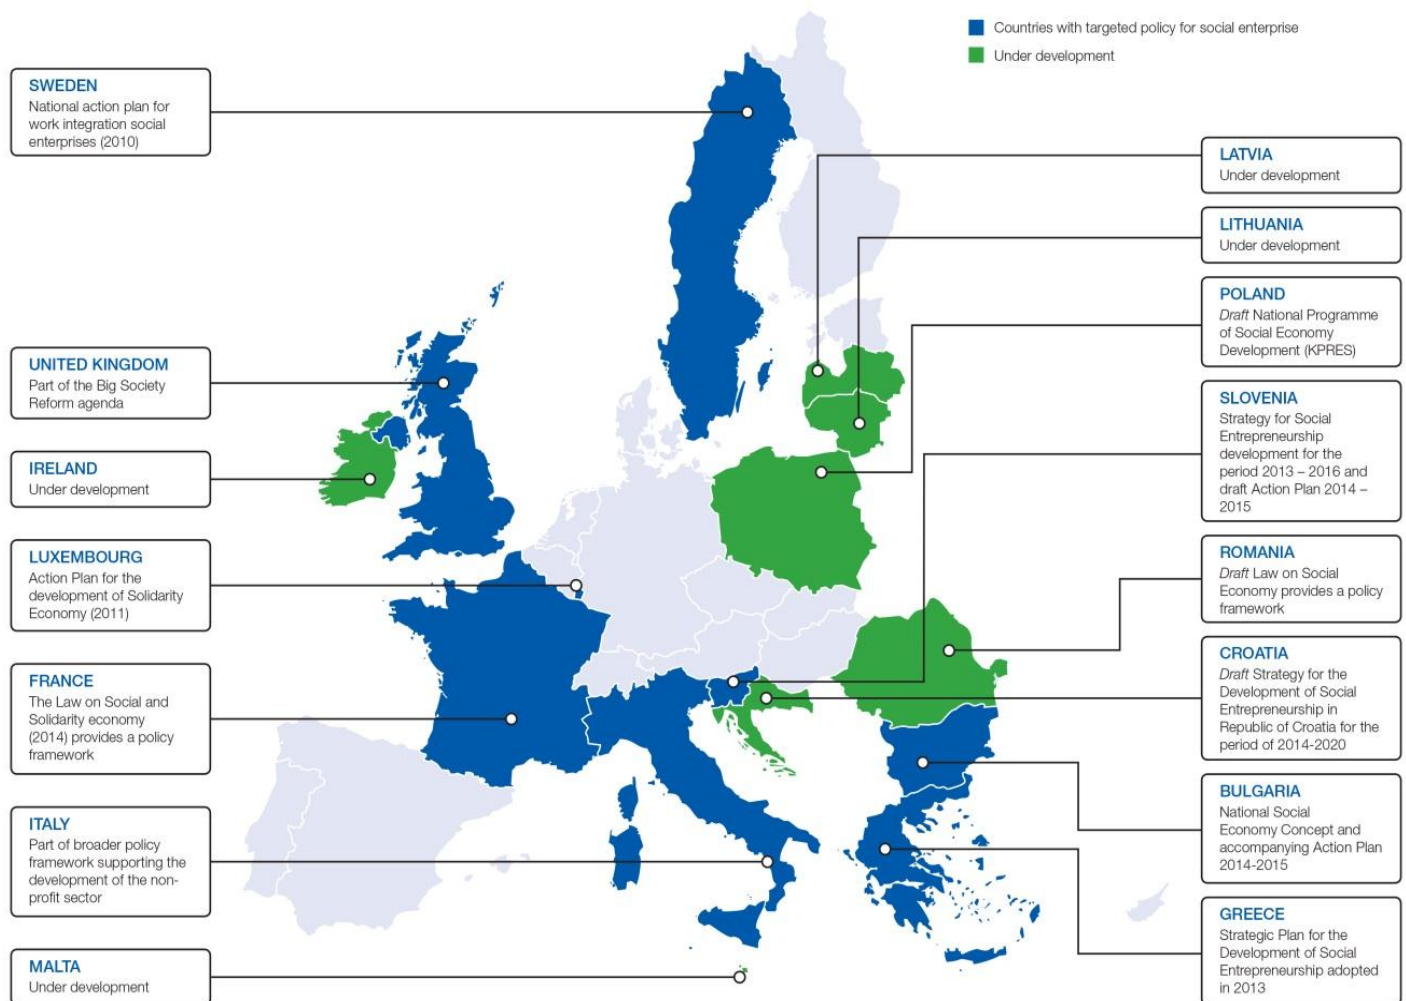 Countries with targeted policy for social enterprise
Under development
SWEDEN
National action plan for
work integration social
enterprises (2010)
UNITED KINGDOM
Part of the Big Society
Reform agenda
IRELAND
Under development
LUXEMBOURG
Action Plan for the
development of Solidarity
Economy (2011)
FRANCE
The Law on Social and
Solidarity economy
(2014) provides a policy
framework
ITALY
Part of broader policy
framework supporting the
development of the non-
profit sector
MALTA
Under development
LATVIA
Under development
LITHUANIA
Under development
POLAND
Draft National Programme
of Social Economy
Development (KPRES)
SLOVENIA
Strategy for Social
Entrepreneurship
development for the
period 2013 – 2016 and
draft Action Plan 2014 –
2015
ROMANIA
Draft Law on Social
Economy provides a policy
framework
CROATIA
Draft Strategy for the
Development of Social
Entrepreneurship in
Republic of Croatia for the
period of 2014-2020
BULGARIA
National Social
Economy Concept and
accompanying Action Plan
2014-2015
GREECE
Strategic Plan for the
Development of Social
Entrepreneurship adopted
in 2013